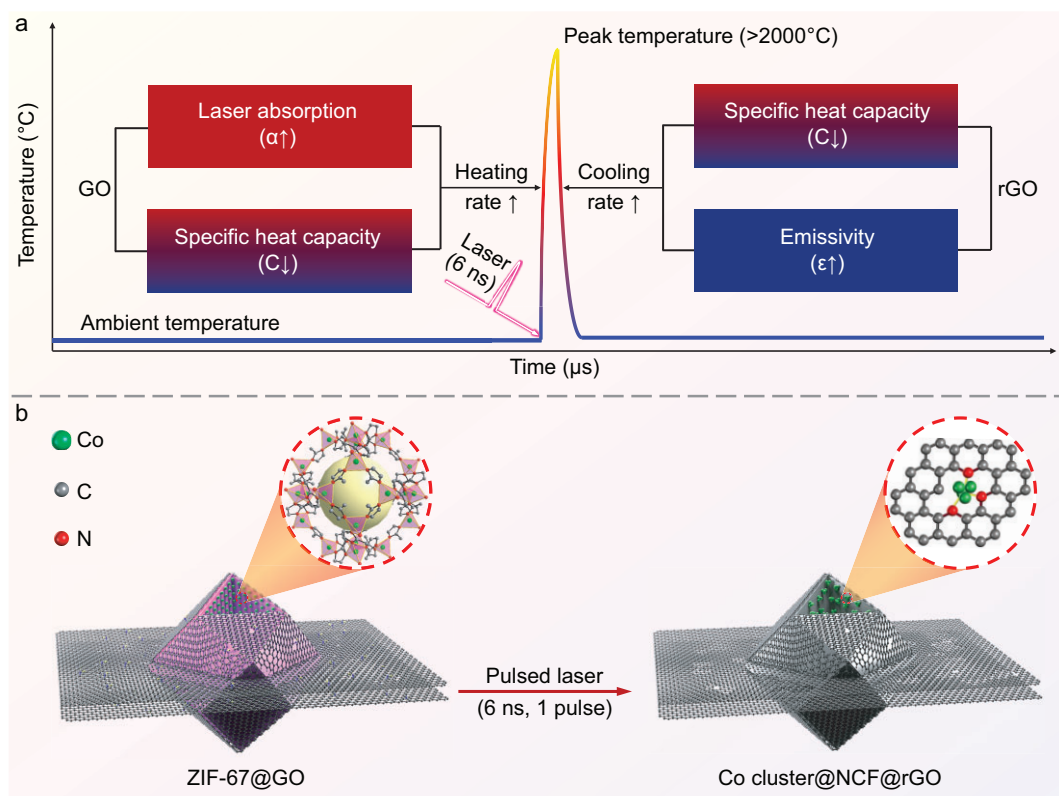 a
Peak temperature (>2000°C)
Temperature (°C)
Laser absorption
(α↑)
GO
Specific heat capacity
(C↓)
Heating
rate ↑
Cooling
rate ↑
Specific heat capacity
(C↓)
rGO
Emissivity
(ε↑)
Laser
(6 ns)
Ambient temperature
Time (µs)
b
Co
C
N
Pulsed laser
(6 ns, 1 pulse)
ZIF-67@GO
Co cluster@NCF@rGO